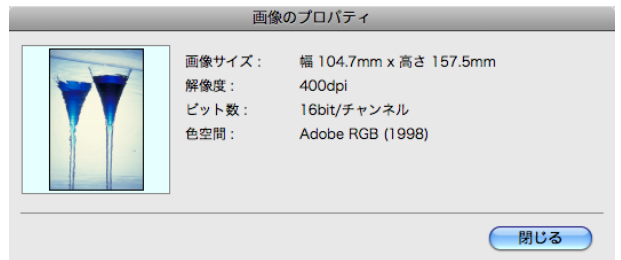 画像のプロパティ
画像サイズ： 幅 104.7mm x 高さ 157.5mm
解像度： 400dpi
ビット数： 16bit/チャンネル
色空間： Adobe RGB (1998)
閉じる